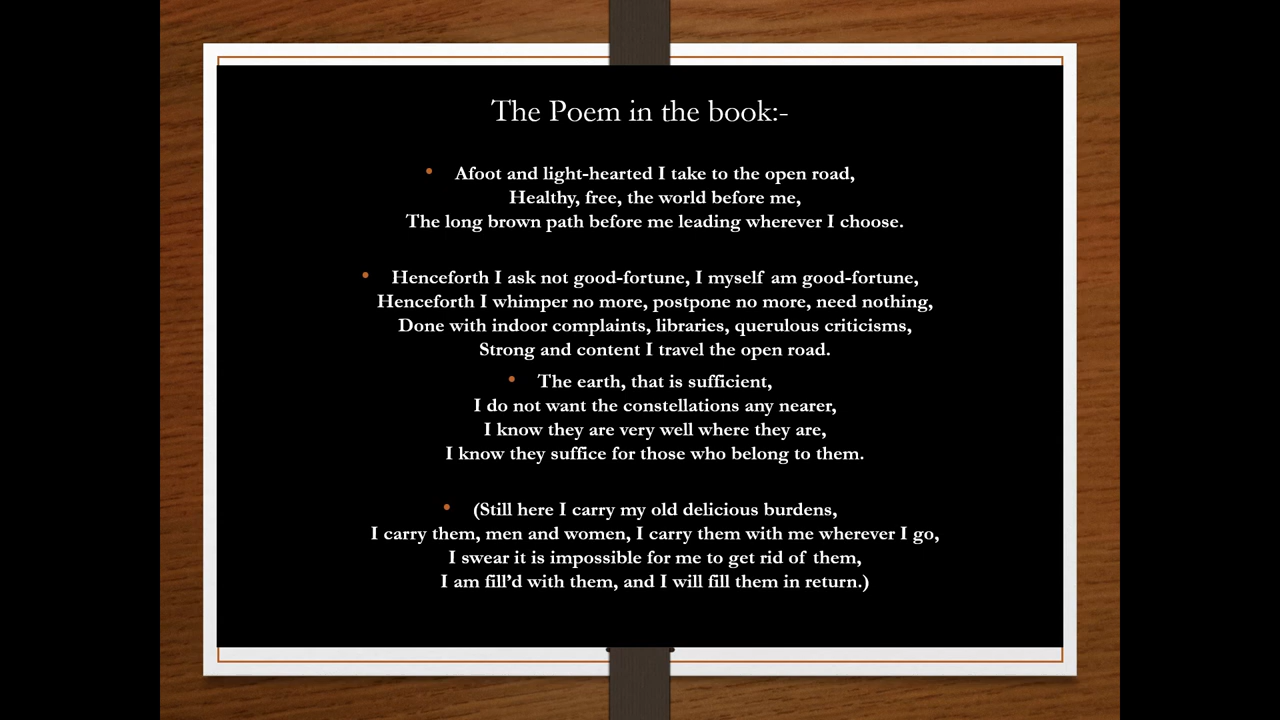 The Poem in the book:-
• Afoot and light-hearted I take to the open road,
Healthy, free, the world before me,
The long brown path before me leading wherever I choose.
• Henceforth I ask not good-fortune, I myself am good-fortune,
Henceforth I whimper no more, postpone no more, need nothing,
Done with indoor complaints, libraries, querulous criticisms,
Strong and content I travel the open road.
• The earth, that is sufficient,
I do not want the constellations any nearer,
I know they are very well where they are,
I know they suffice for those who belong to them.
• (Still here I carry my old delicious burdens,
I carry them, men and women, I carry them with me wherever I go,
I swear it is impossible for me to get rid of them,
I am fill’d with them, and I will fill them in return.)